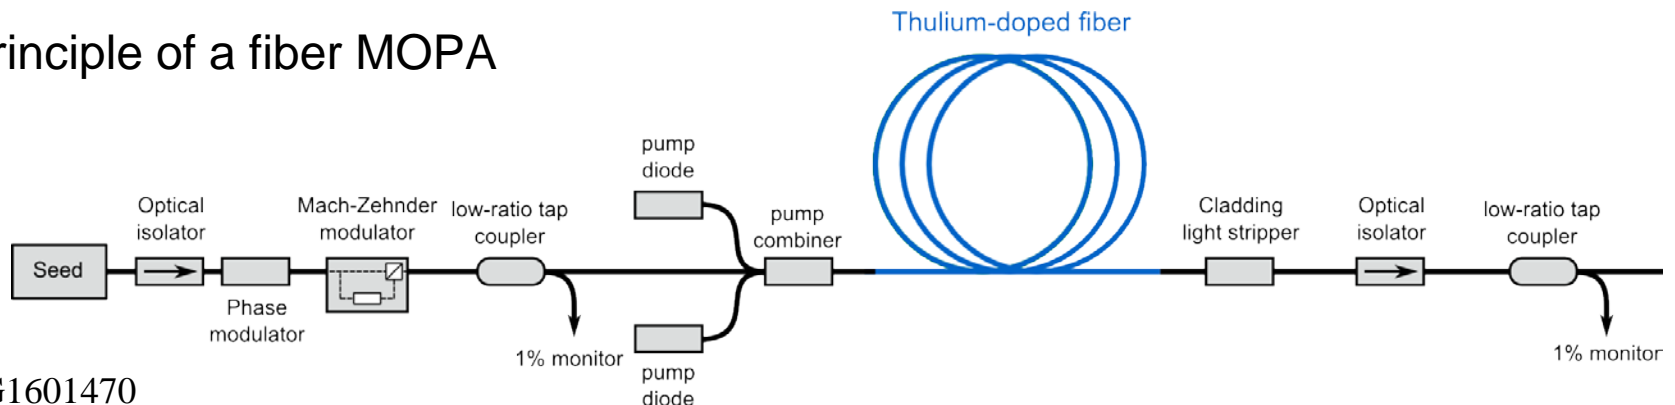 rinciple of a fiber MOPA
Thulium-doped fiber
Seed
Optical
isolator
Phase
modulator
Mach-Zehnder
modulator
low-ratio tap
coupler
1% monitor
pump
diode
pump
diode
pump
combiner
Cladding
light stripper
Optical
isolator
low-ratio tap
coupler
1% monitor
G1601470